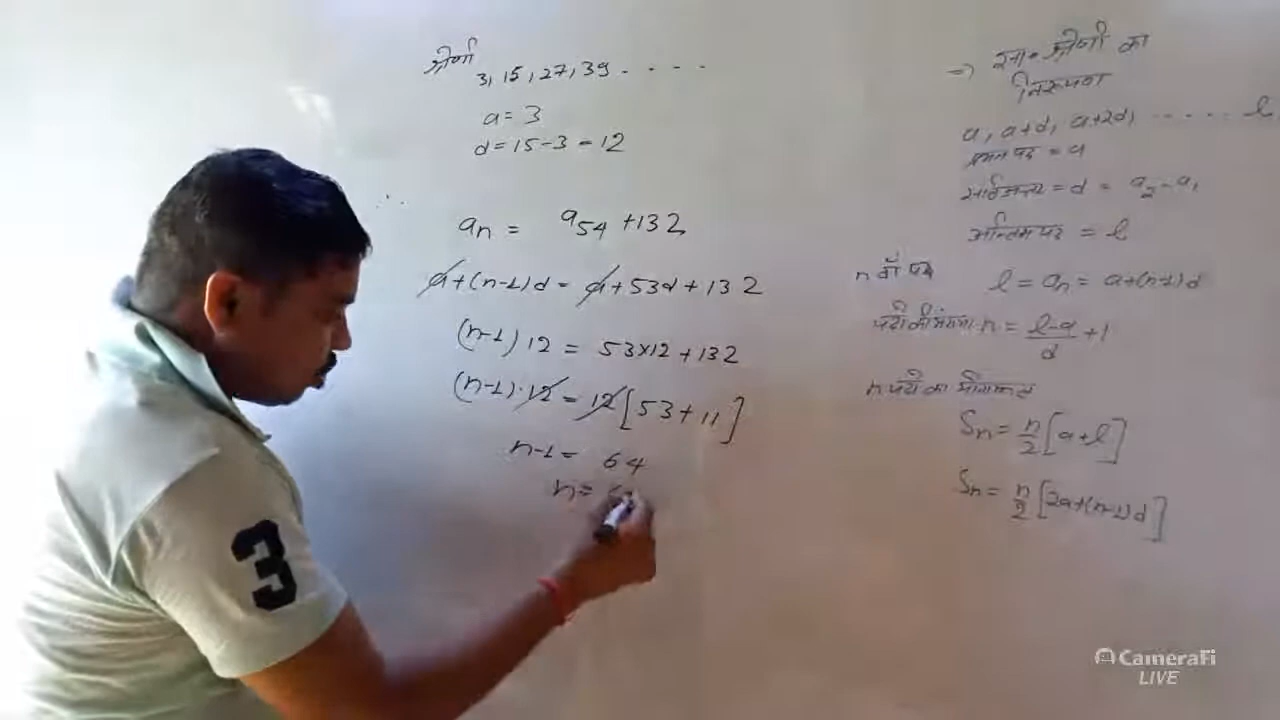 श्रेणी
3, 15, 27, 39 - - - -
a = 3
d = 15 - 3 = 12
an = a54 + 132
a + (n-1)d = a + 53d + 132
(n-1) 12 = 53×12 + 132
(n-1) · 12 = 12 [53 + 11]
n-1 = 64
n =
⇒ स० श्रेणी का
निरूपण
a, a+d, a+2d, - - - - - l
प्रथम पद = a
सार्वअन्तर = d = a2 - a1
अन्तिम पद = l
n वाँ पद l = an = a+(n-1)d
पदों की संख्या n = l-a/d + 1
n पदों का योगफल
Sn = n/2 [a+l]
Sn = n/2 [2a+(n-1)d]
3
CameraFi
LIVE